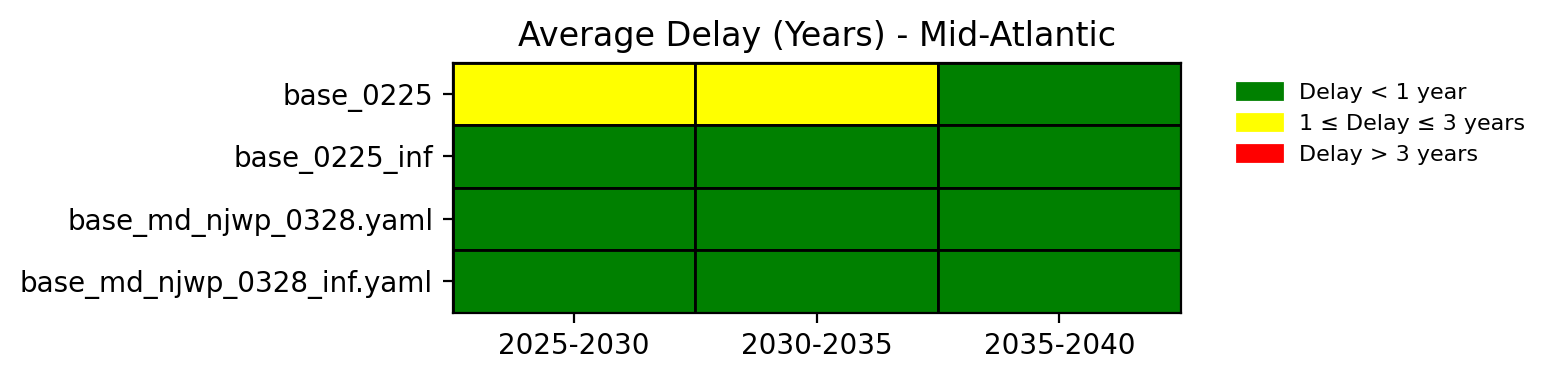 Average Delay (Years) - Mid-Atlantic
base_0225
base_0225_inf
base_md_njwp_0328.yaml
base_md_njwp_0328_inf.yaml
2025-2030 2030-2035 2035-2040
Delay < 1 year
1 ≤ Delay ≤ 3 years
Delay > 3 years